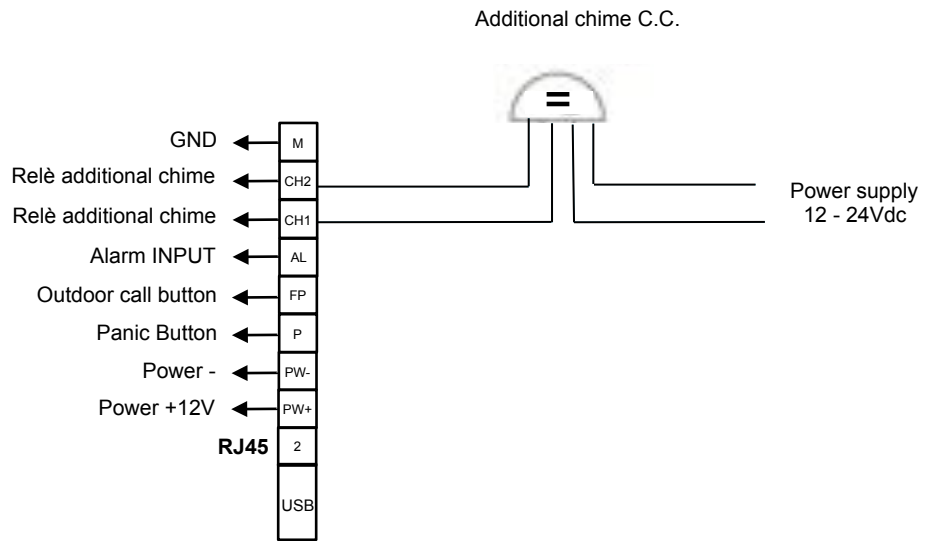 Additional chime C.C.
=
GND M
Relè additional chime CH2
Relè additional chime CH1
Alarm INPUT AL
Outdoor call button FP
Panic Button P
Power - PW-
Power +12V PW+
RJ45 2
USB
Power supply
12 - 24Vdc